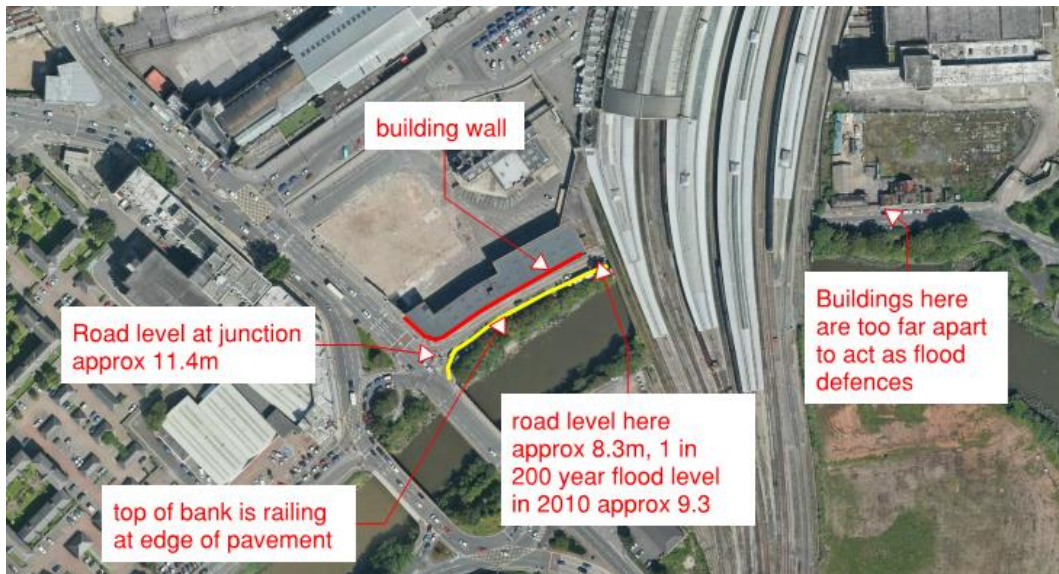 building wall
Road level at junction
approx 11.4m
Buildings here
are too far apart
to act as flood
defences
road level here
approx 8.3m, 1 in
200 year flood level
in 2010 approx 9.3
top of bank is railing
at edge of pavement